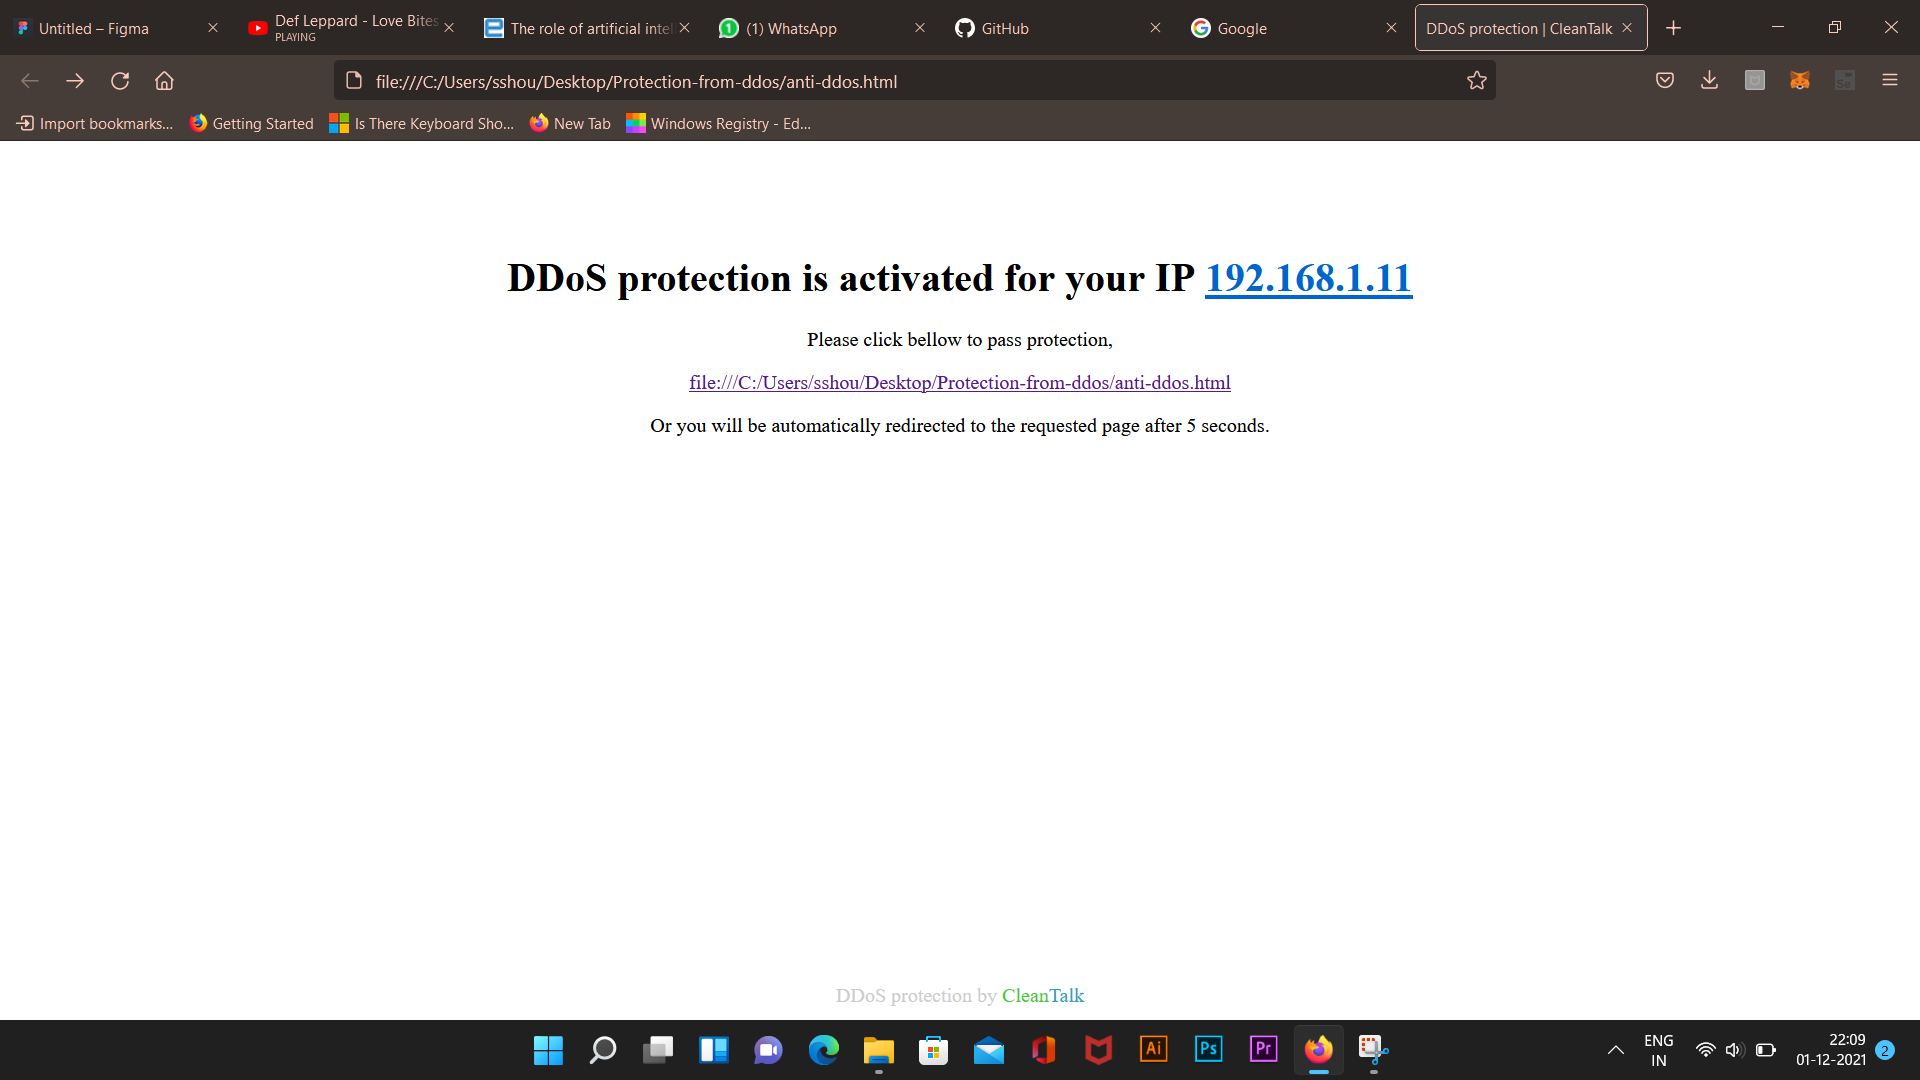 Untitled – Figma
Def Leppard - Love Bites
PLAYING
The role of artificial intel
(1) WhatsApp
GitHub
Google
DDoS protection | CleanTalk
file:///C:/Users/sshou/Desktop/Protection-from-ddos/anti-ddos.html
Import bookmarks...
Getting Started
Is There Keyboard Sho...
New Tab
Windows Registry - Ed...
DDoS protection is activated for your IP 192.168.1.11
Please click bellow to pass protection,
file:///C:/Users/sshou/Desktop/Protection-from-ddos/anti-ddos.html
Or you will be automatically redirected to the requested page after 5 seconds.
DDoS protection by CleanTalk
Ai
Ps
Pr
ENG
IN
22:09
01-12-2021
2